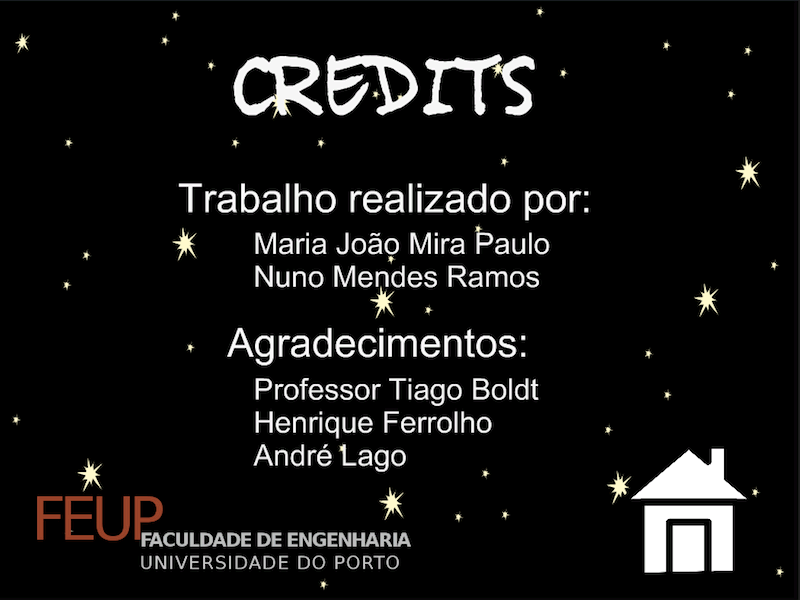 CREDITS
Trabalho realizado por:
Maria João Mira Paulo
Nuno Mendes Ramos
Agradecimentos:
Professor Tiago Boldt
Henrique Ferrolho
André Lago
FEUP
FACULDADE DE ENGENHARIA
UNIVERSIDADE DO PORTO